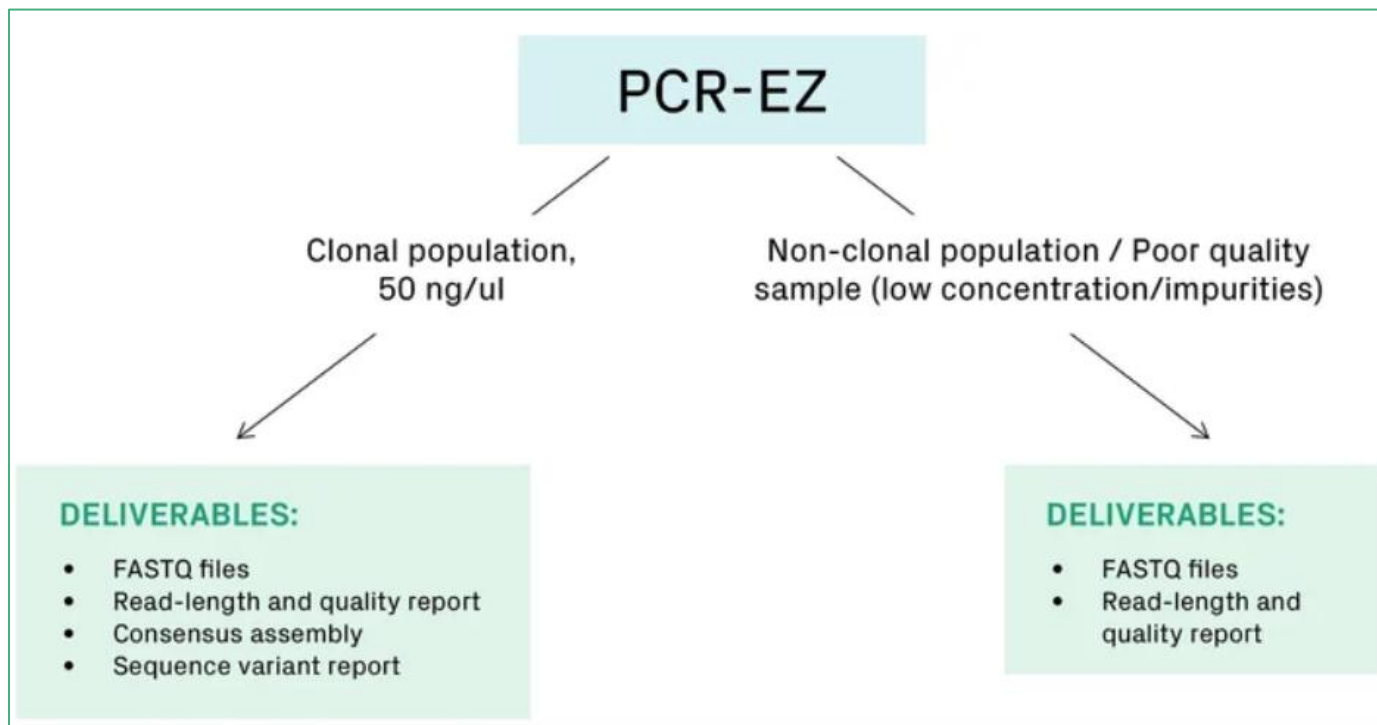 PCR-EZ
Clonal population,
50 ng/ul
Non-clonal population / Poor quality
sample (low concentration/impurities)
DELIVERABLES:
• FASTQ files
• Read-length and quality report
• Consensus assembly
• Sequence variant report
DELIVERABLES:
• FASTQ files
• Read-length and
quality report